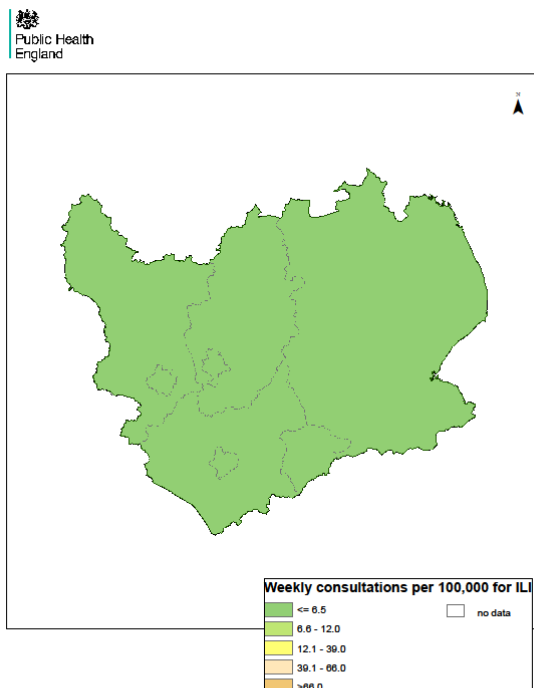 Public Health
England
Weekly consultations per 100,000 for ILI
<= 6.5
no data
6.6 - 12.0
12.1 - 39.0
39.1 - 66.0
>66.0